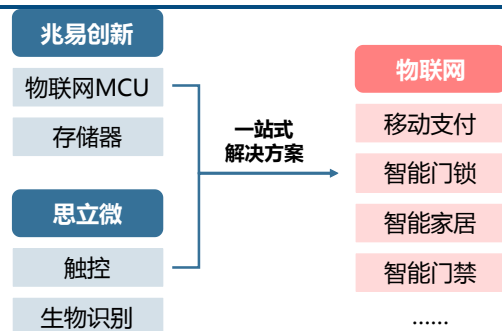 兆易创新
物联网MCU
存储器
思立微
触控
生物识别
一站式
解决方案
物联网
移动支付
智能门锁
智能家居
智能门禁
......